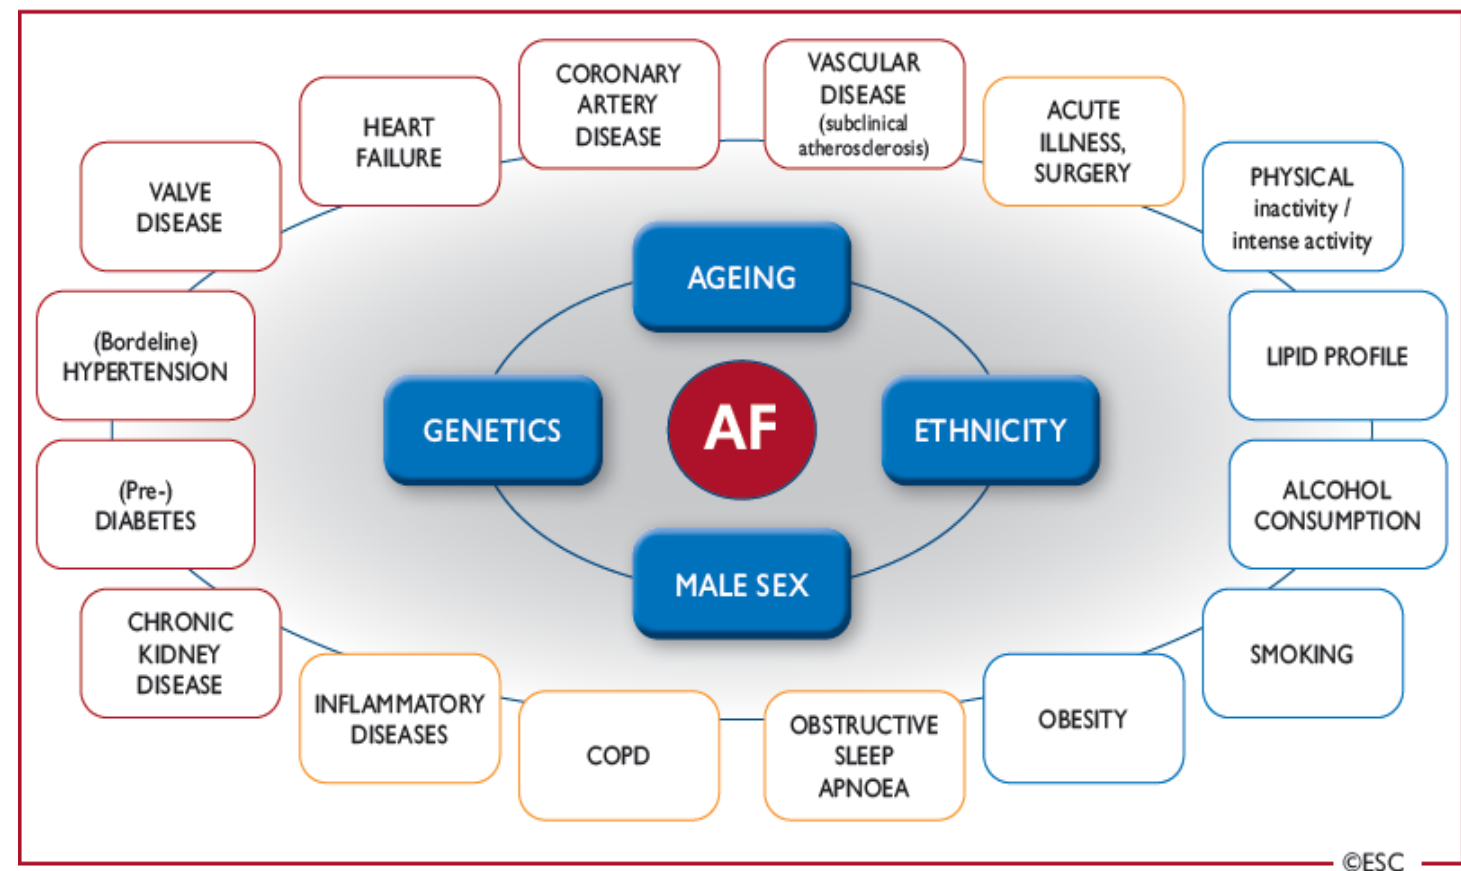 CORONARY
ARTERY
DISEASE
VASCULAR
DISEASE
(subclinical
atherosclerosis)
HEART
FAILURE
ACUTE
ILLNESS,
SURGERY
VALVE
DISEASE
PHYSICAL
inactivity /
intense activity
AGEING
(Bordeline)
HYPERTENSION
LIPID PROFILE
GENETICS
AF
ETHNICITY
(Pre-)
DIABETES
ALCOHOL
CONSUMPTION
MALE SEX
CHRONIC
KIDNEY
DISEASE
SMOKING
INFLAMMATORY
DISEASES
COPD
OBSTRUCTIVE
SLEEP
APNOEA
OBESITY
©ESC